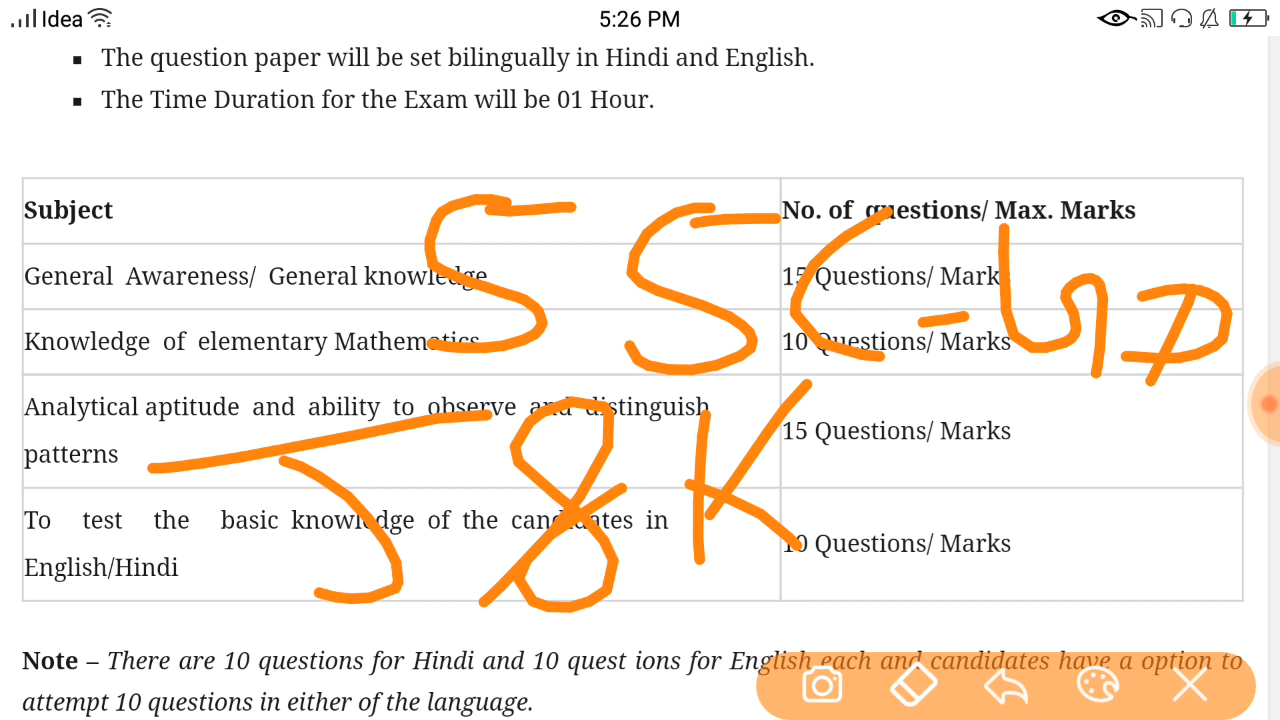 Idea 5:26 PM
▪ The question paper will be set bilingually in Hindi and English.
▪ The Time Duration for the Exam will be 01 Hour.
Subject No. of questions/ Max. Marks
General Awareness/ General knowledge 15 Questions/ Marks
Knowledge of elementary Mathematics 10 Questions/ Marks
Analytical aptitude and ability to observe and distinguish
patterns 15 Questions/ Marks
To test the basic knowledge of the candidates in
English/Hindi 10 Questions/ Marks
SSC-GD
58K
Note – There are 10 questions for Hindi and 10 quest ions for English each and candidates have a option to
attempt 10 questions in either of the language.